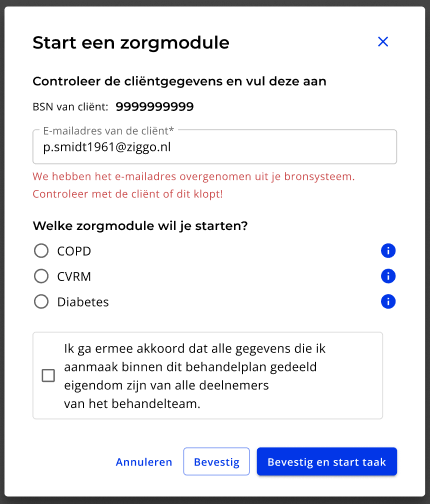 Start een zorgmodule
Controleer de cliëntgegevens en vul deze aan
BSN van cliënt: 9999999999
E-mailadres van de cliënt*
p.smidt1961@ziggo.nl
We hebben het e-mailadres overgenomen uit je bronsysteem.
Controleer met de cliënt of dit klopt!
Welke zorgmodule wil je starten?
COPD
CVRM
Diabetes
Ik ga ermee akkoord dat alle gegevens die ik
aanmaak binnen dit behandelplan gedeeld
eigendom zijn van alle deelnemers
van het behandelteam.
Annuleren Bevestig Bevestig en start taak